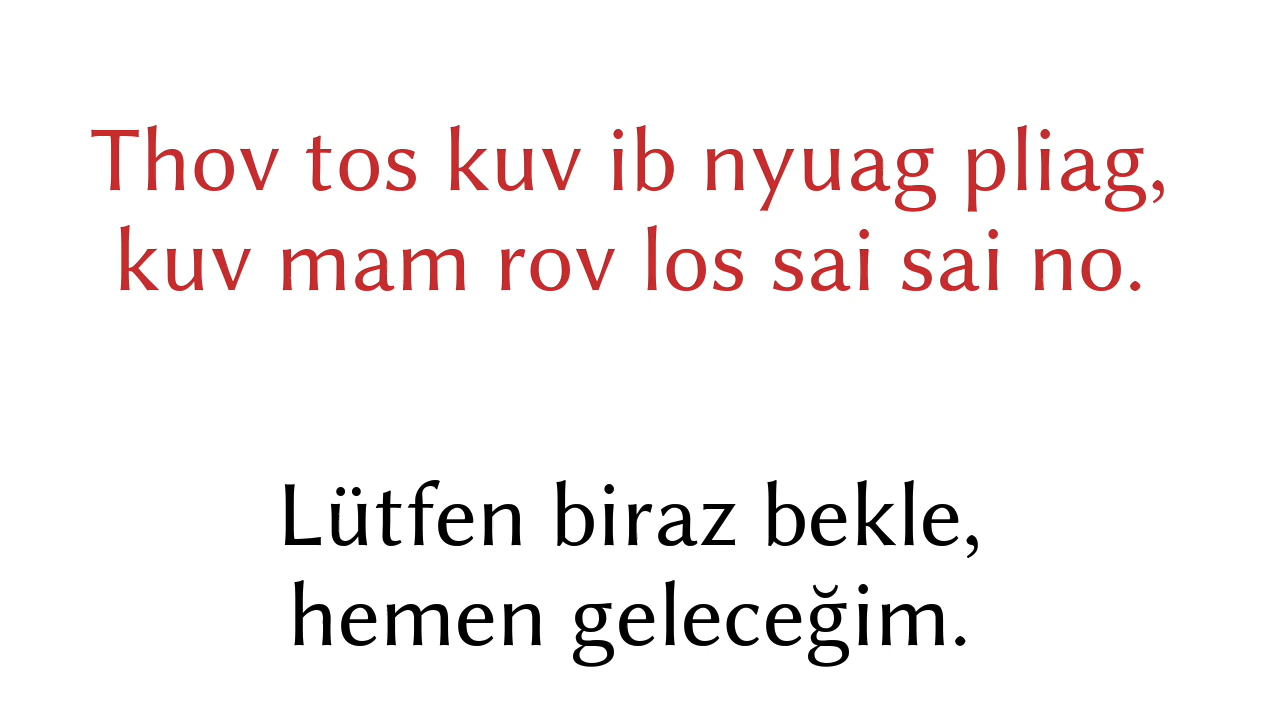 Thov tos kuv ib nyuag pliag,
kuv mam rov los sai sai no.
Lütfen biraz bekle,
hemen geleceğim.